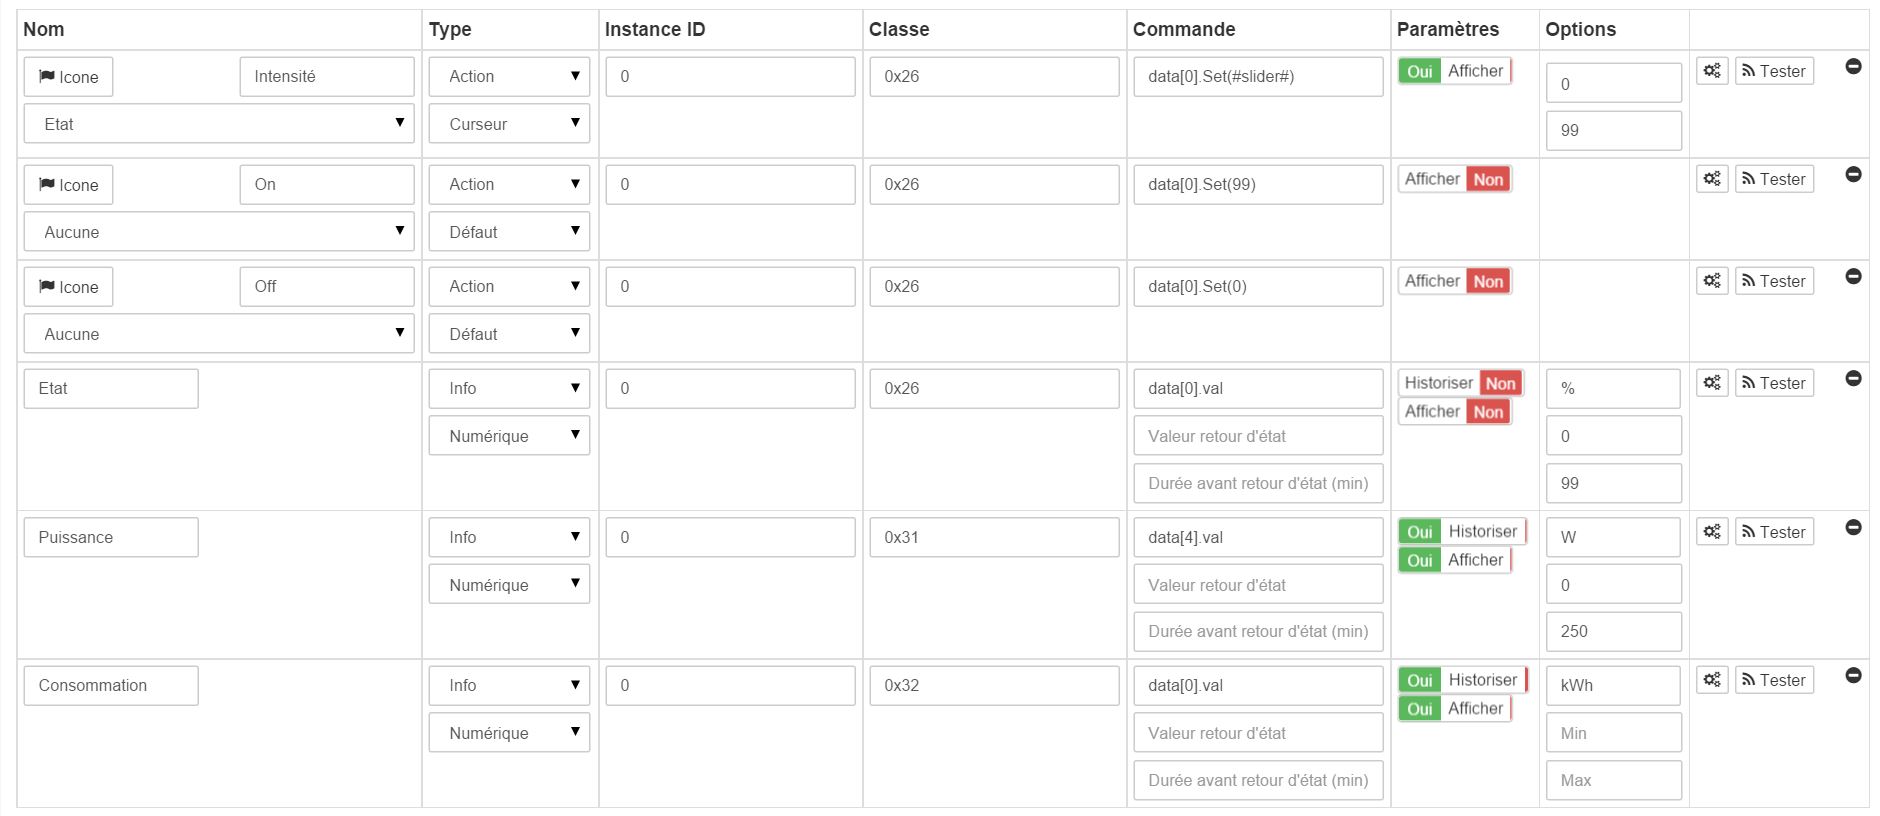 Nom Type Instance ID Classe Commande Paramètres Options
Icone Intensité Action 0 0x26 data[0].Set(#slider#) Oui Afficher 0 Tester
Etat Curseur 99
Icone On Action 0 0x26 data[0].Set(99) Afficher Non Tester
Aucune Défaut
Icone Off Action 0 0x26 data[0].Set(0) Afficher Non Tester
Aucune Défaut
Etat Info 0 0x26 data[0].val Historiser Non % Tester
Afficher Non
Numérique Valeur retour d'état 0
Durée avant retour d'état (min) 99
Puissance Info 0 0x31 data[4].val Oui Historiser W Tester
Oui Afficher
Numérique Valeur retour d'état 0
Durée avant retour d'état (min) 250
Consommation Info 0 0x32 data[0].val Oui Historiser kWh Tester
Oui Afficher
Numérique Valeur retour d'état Min
Durée avant retour d'état (min) Max